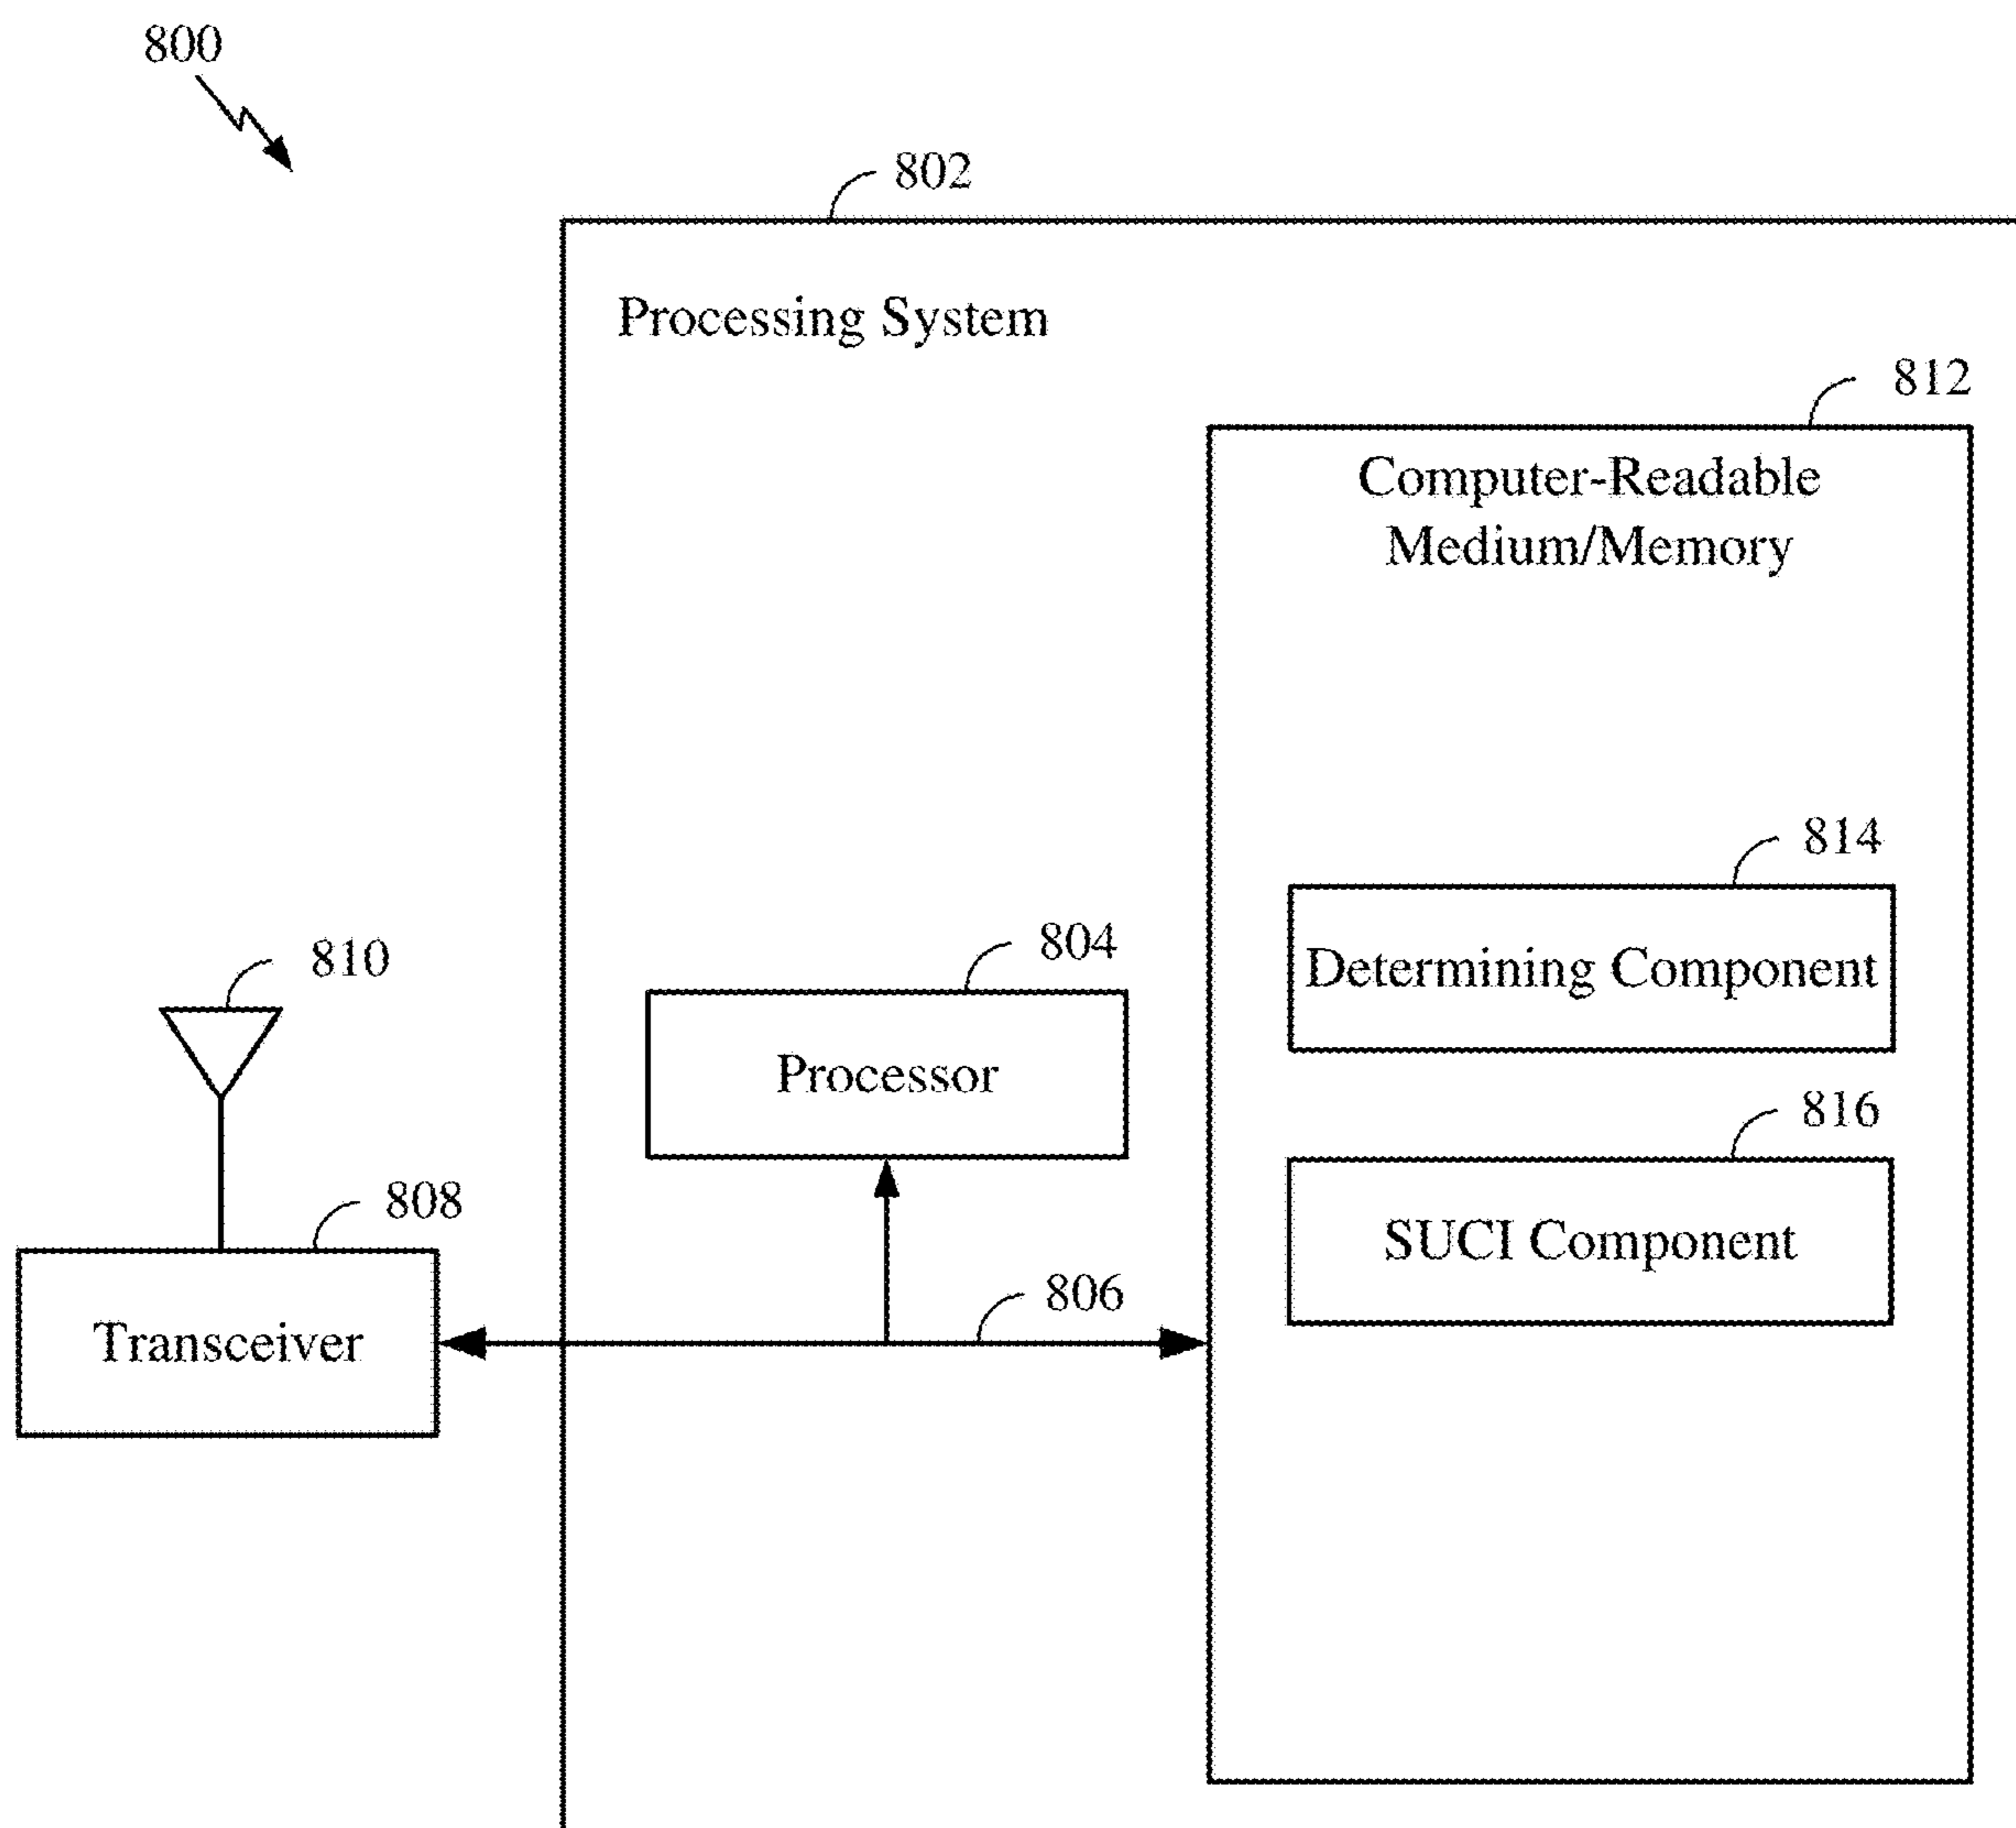 800
802
Processing System
812
Computer-Readable
Medium/Memory
814
Determining Component
804
810
Processor
816
SUCI Component
808
806
Transceiver